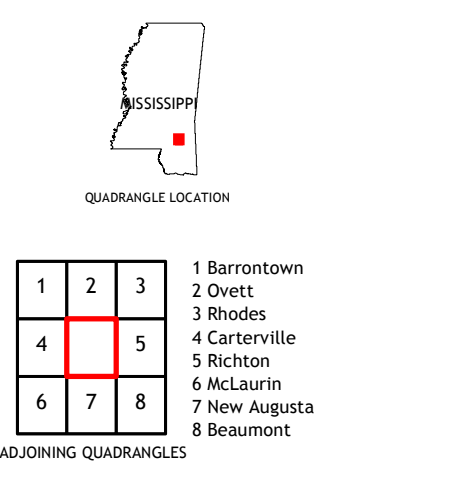 MISSISSIPPI
QUADRANGLE LOCATION
1 2 3
4 5
6 7 8
1 Barrontown
2 Ovett
3 Rhodes
4 Carterville
5 Richton
6 McLaurin
7 New Augusta
8 Beaumont
ADJOINING QUADRANGLES